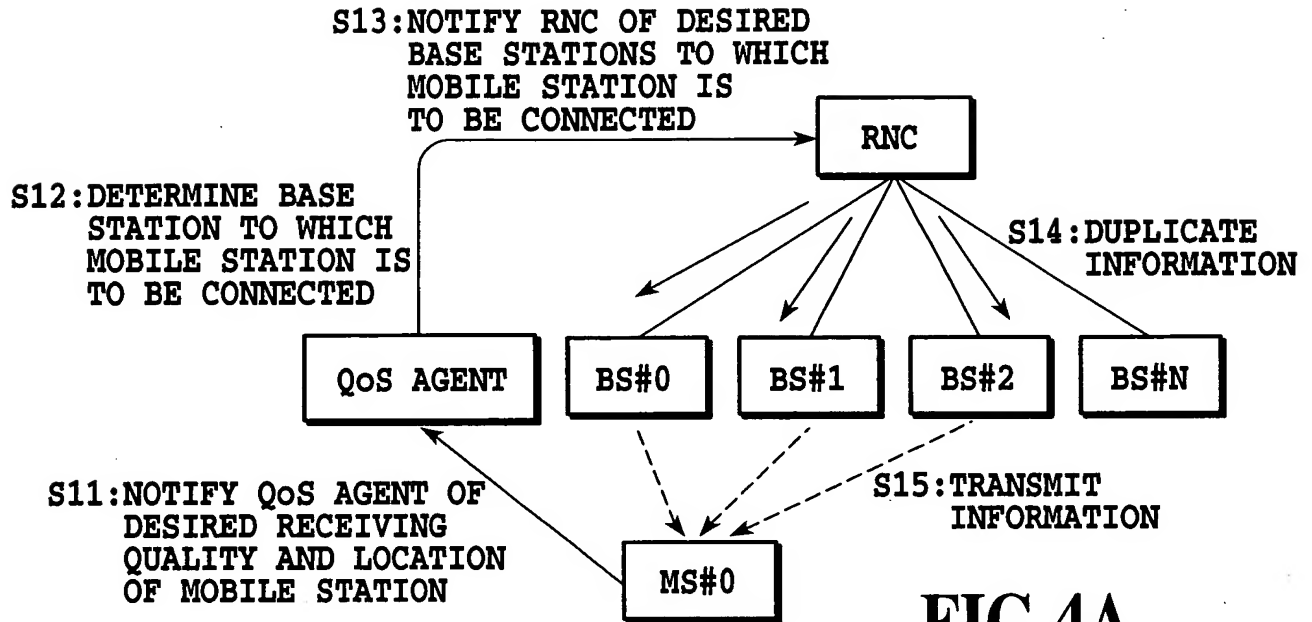 S13:NOTIFY RNC OF DESIRED
BASE STATIONS TO WHICH
MOBILE STATION IS
TO BE CONNECTED
RNC
S12:DETERMINE BASE
STATION TO WHICH
MOBILE STATION IS
TO BE CONNECTED
S14:DUPLICATE
INFORMATION
QoS AGENT
BS#0
BS#1
BS#2
BS#N
S11:NOTIFY QoS AGENT OF
DESIRED RECEIVING
QUALITY AND LOCATION
OF MOBILE STATION
S15:TRANSMIT
INFORMATION
MS#0
FIG.4A